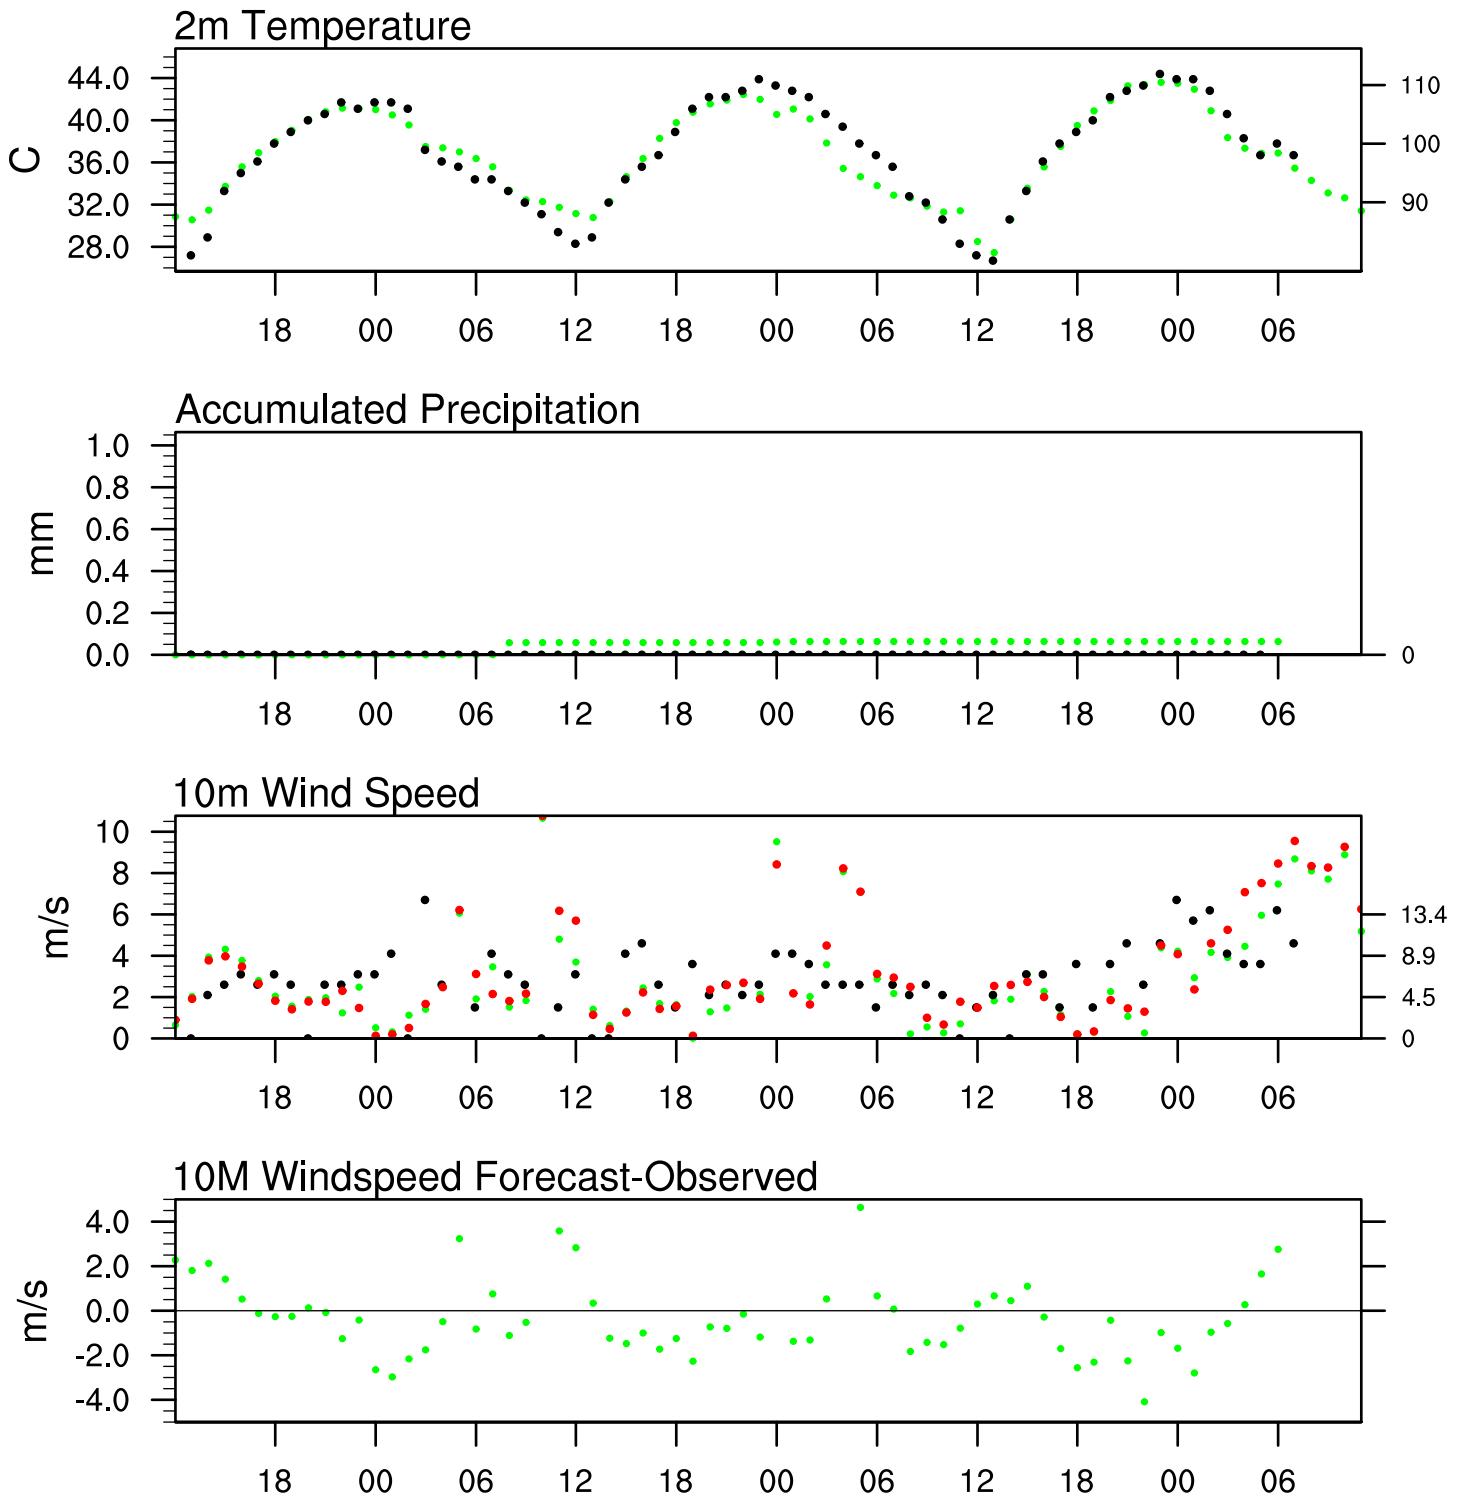 2m Temperature
44.0
40.0
36.0
32.0
28.0
C
110
100
90
18 00 06 12 18 00 06 12 18 00 06
Accumulated Precipitation
1.0
0.8
0.6
0.4
0.2
0.0
mm
0
18 00 06 12 18 00 06 12 18 00 06
10m Wind Speed
10
8
6
4
2
0
m/s
13.4
8.9
4.5
0
18 00 06 12 18 00 06 12 18 00 06
10M Windspeed Forecast-Observed
4.0
2.0
0.0
-2.0
-4.0
m/s
18 00 06 12 18 00 06 12 18 00 06